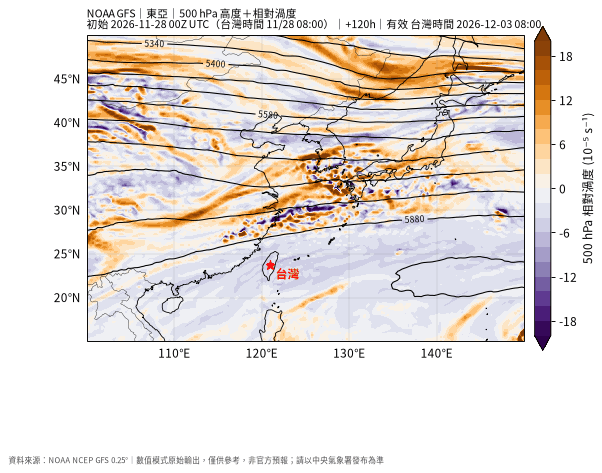 NOAA GFS｜東亞｜500 hPa 高度＋相對渦度
初始 2026-11-28 00Z UTC（台灣時間 11/28 08:00）｜+120h｜有效 台灣時間 2026-12-03 08:00
5340
5400
5580
5880
台灣
45°N
40°N
35°N
30°N
25°N
20°N
110°E
120°E
130°E
140°E
18
12
6
0
-6
-12
-18
500 hPa 相對渦度 (10⁻⁵ s⁻¹)
資料來源：NOAA NCEP GFS 0.25°｜數值模式原始輸出，僅供參考，非官方預報；請以中央氣象署發布為準